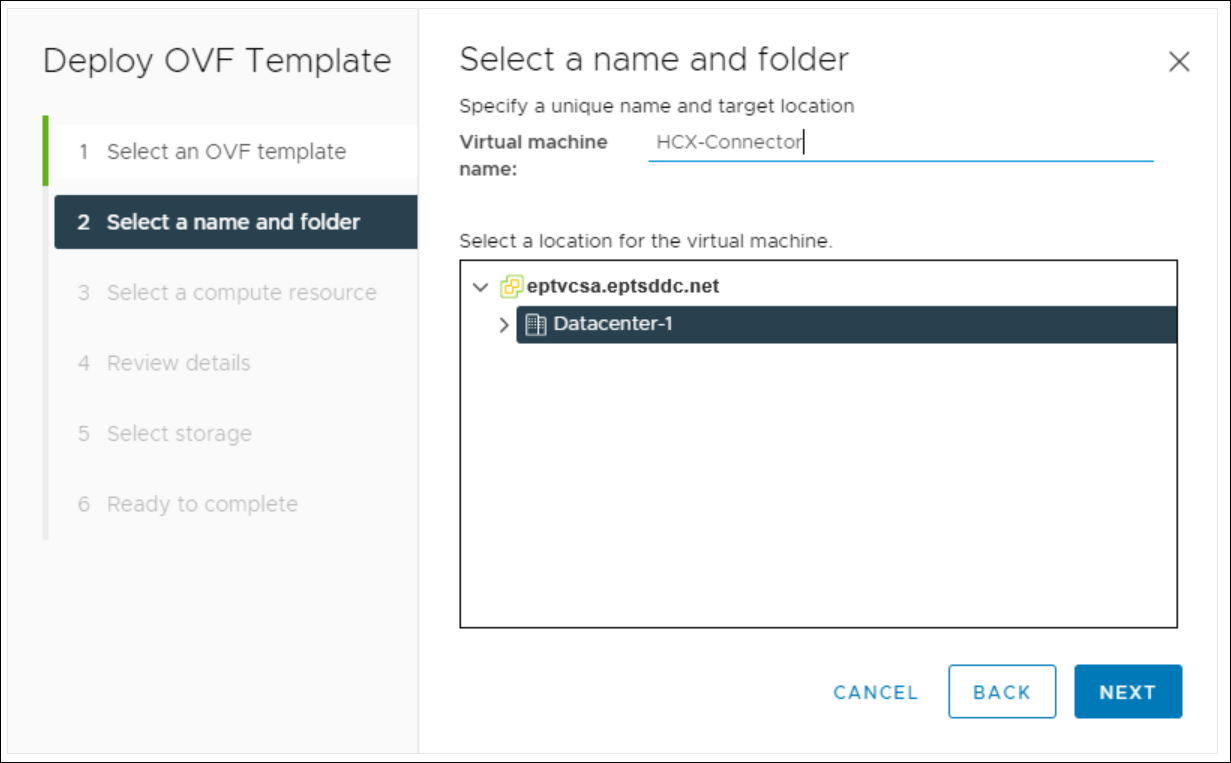 Deploy OVF Template
1 Select an OVF template
2 Select a name and folder
3 Select a compute resource
4 Review details
5 Select storage
6 Ready to complete
Select a name and folder
Specify a unique name and target location
Virtual machine name: HCX-Connector
Select a location for the virtual machine.
eptvcsa.eptsddc.net
Datacenter-1
CANCEL BACK NEXT